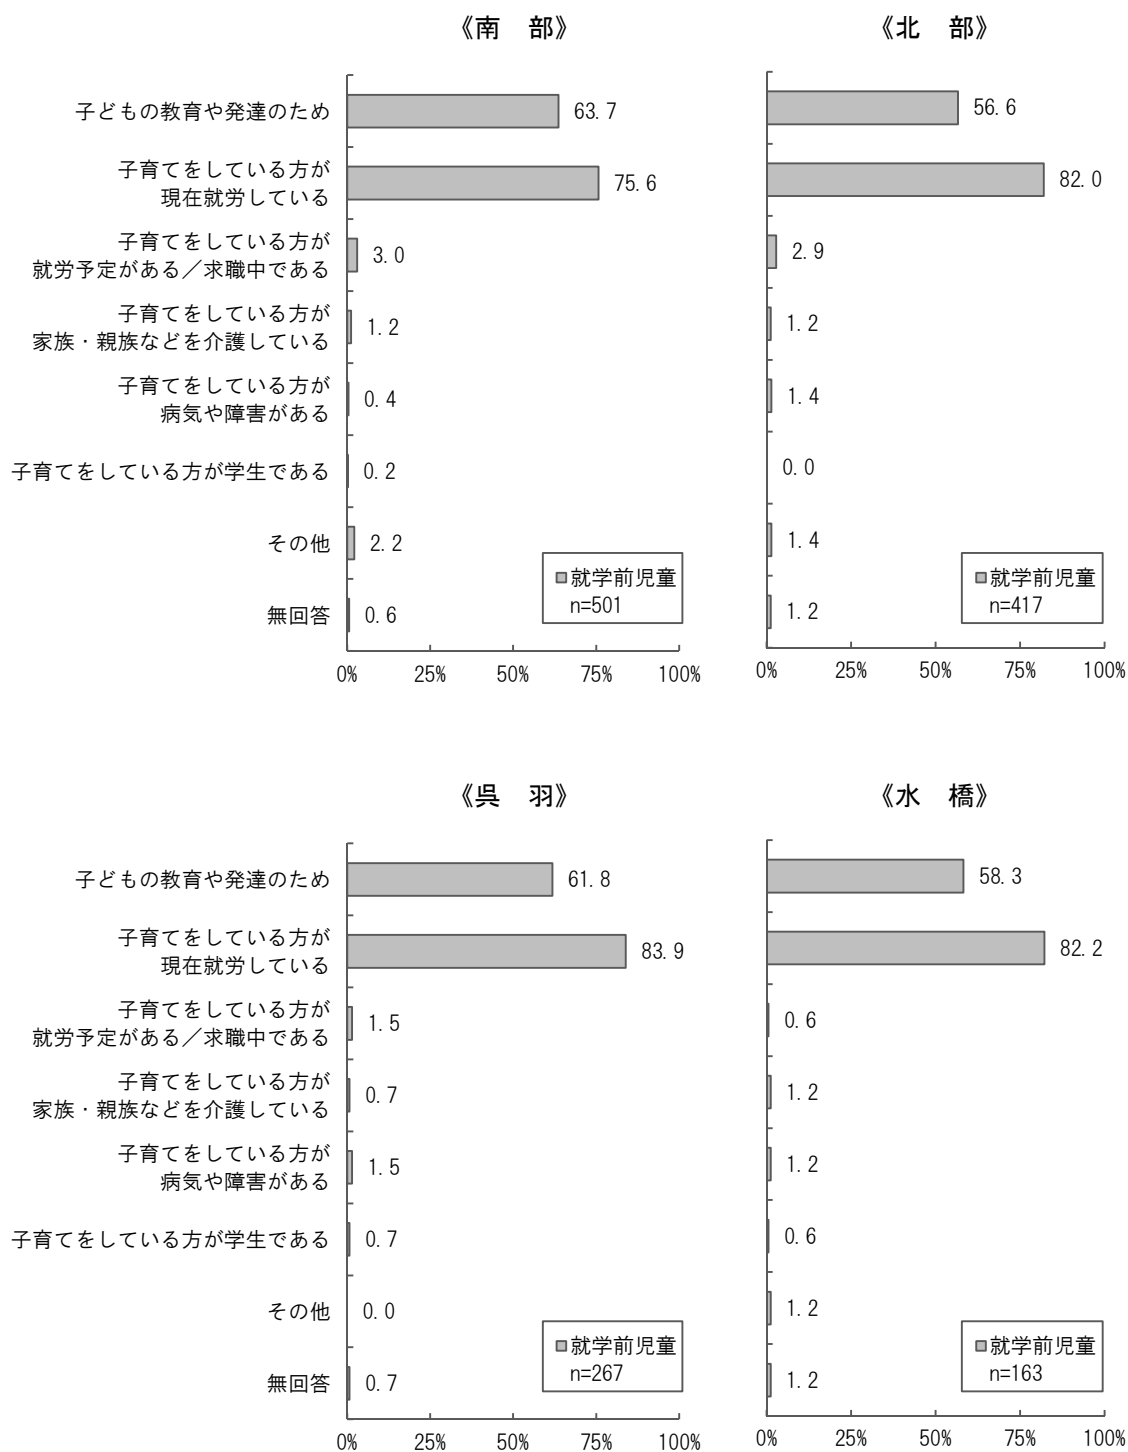 《南　部》
子どもの教育や発達のため
63.7
子育てをしている方が
現在就労している
75.6
子育てをしている方が
就労予定がある／求職中である
3.0
子育てをしている方が
家族・親族などを介護している
1.2
子育てをしている方が
病気や障害がある
0.4
子育てをしている方が学生である
0.2
その他
2.2
無回答
0.6
就学前児童
n=501
0% 25% 50% 75% 100%
《北　部》
56.6
82.0
2.9
1.2
1.4
0.0
1.4
1.2
就学前児童
n=417
0% 25% 50% 75% 100%
《呉　羽》
子どもの教育や発達のため
61.8
子育てをしている方が
現在就労している
83.9
子育てをしている方が
就労予定がある／求職中である
1.5
子育てをしている方が
家族・親族などを介護している
0.7
子育てをしている方が
病気や障害がある
1.5
子育てをしている方が学生である
0.7
その他
0.0
無回答
0.7
就学前児童
n=267
0% 25% 50% 75% 100%
《水　橋》
58.3
82.2
0.6
1.2
1.2
0.6
1.2
1.2
就学前児童
n=163
0% 25% 50% 75% 100%